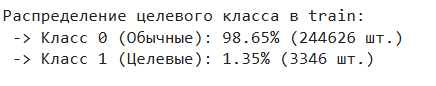 Распределение целевого класса в train:
-> Класс 0 (Обычные): 98.65% (244626 шт.)
-> Класс 1 (Целевые): 1.35% (3346 шт.)